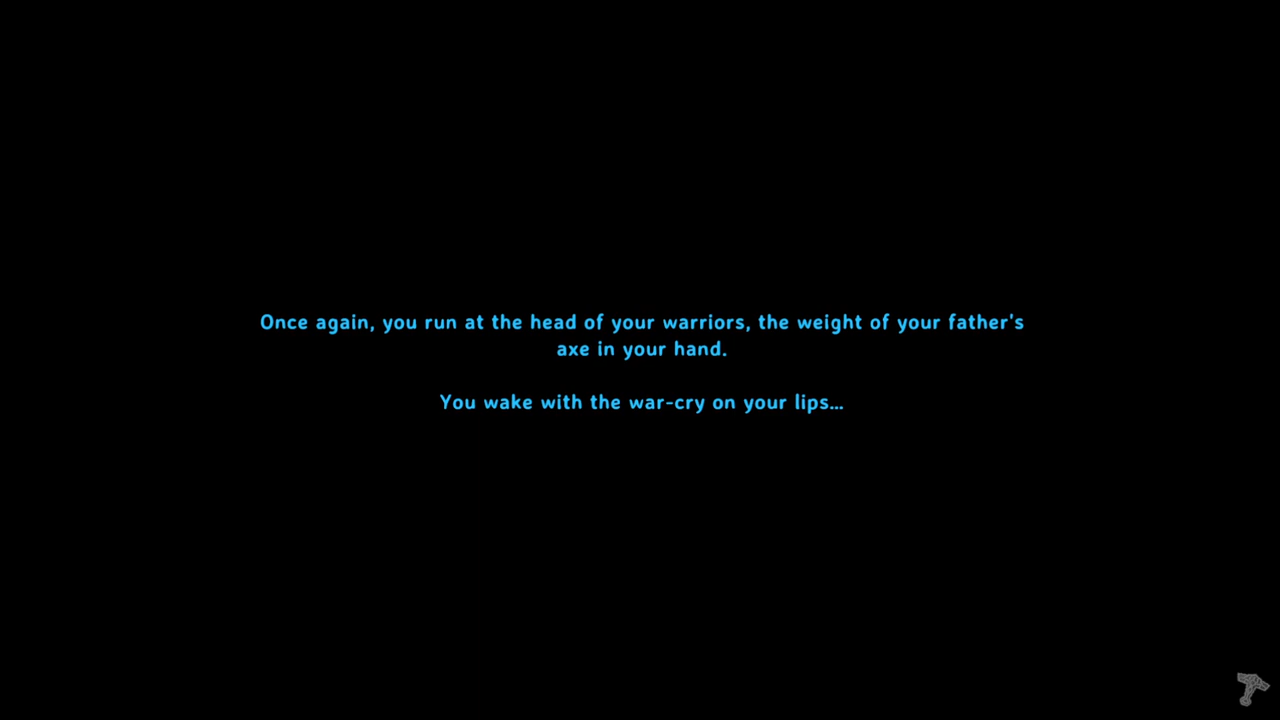 Once again, you run at the head of your warriors, the weight of your father's
axe in your hand.
You wake with the war-cry on your lips...